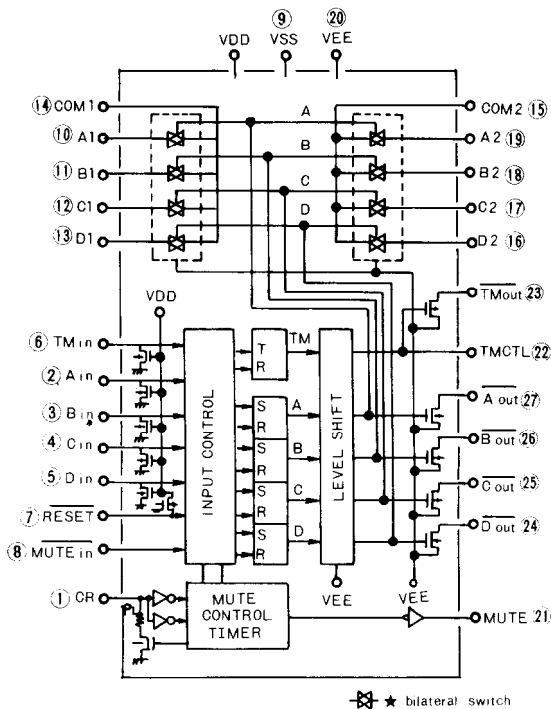 ⑨ ⑳
VDD VSS VEE
⑭ COM1 A COM2 ⑮
⑩ A1 A2 ⑲
B
⑪ B1 B2 ⑱
C
⑫ C1 C2 ⑰
D
⑬ D1 D2 ⑯
VDD TMout ㉓
⑥ TMin T TM TMCTL ㉒
R
② Ain
Aout ㉗
③ Bin S A
R
Bout ㉖
④ Cin S B
R
⑤ Din S C Cout ㉕
R
⑦ RESET S D Dout ㉔
R
⑧ MUTEin
INPUT CONTROL
LEVEL SHIFT
VEE VEE
① CR MUTE
CONTROL
TIMER
MUTE ㉑
★ bilateral switch